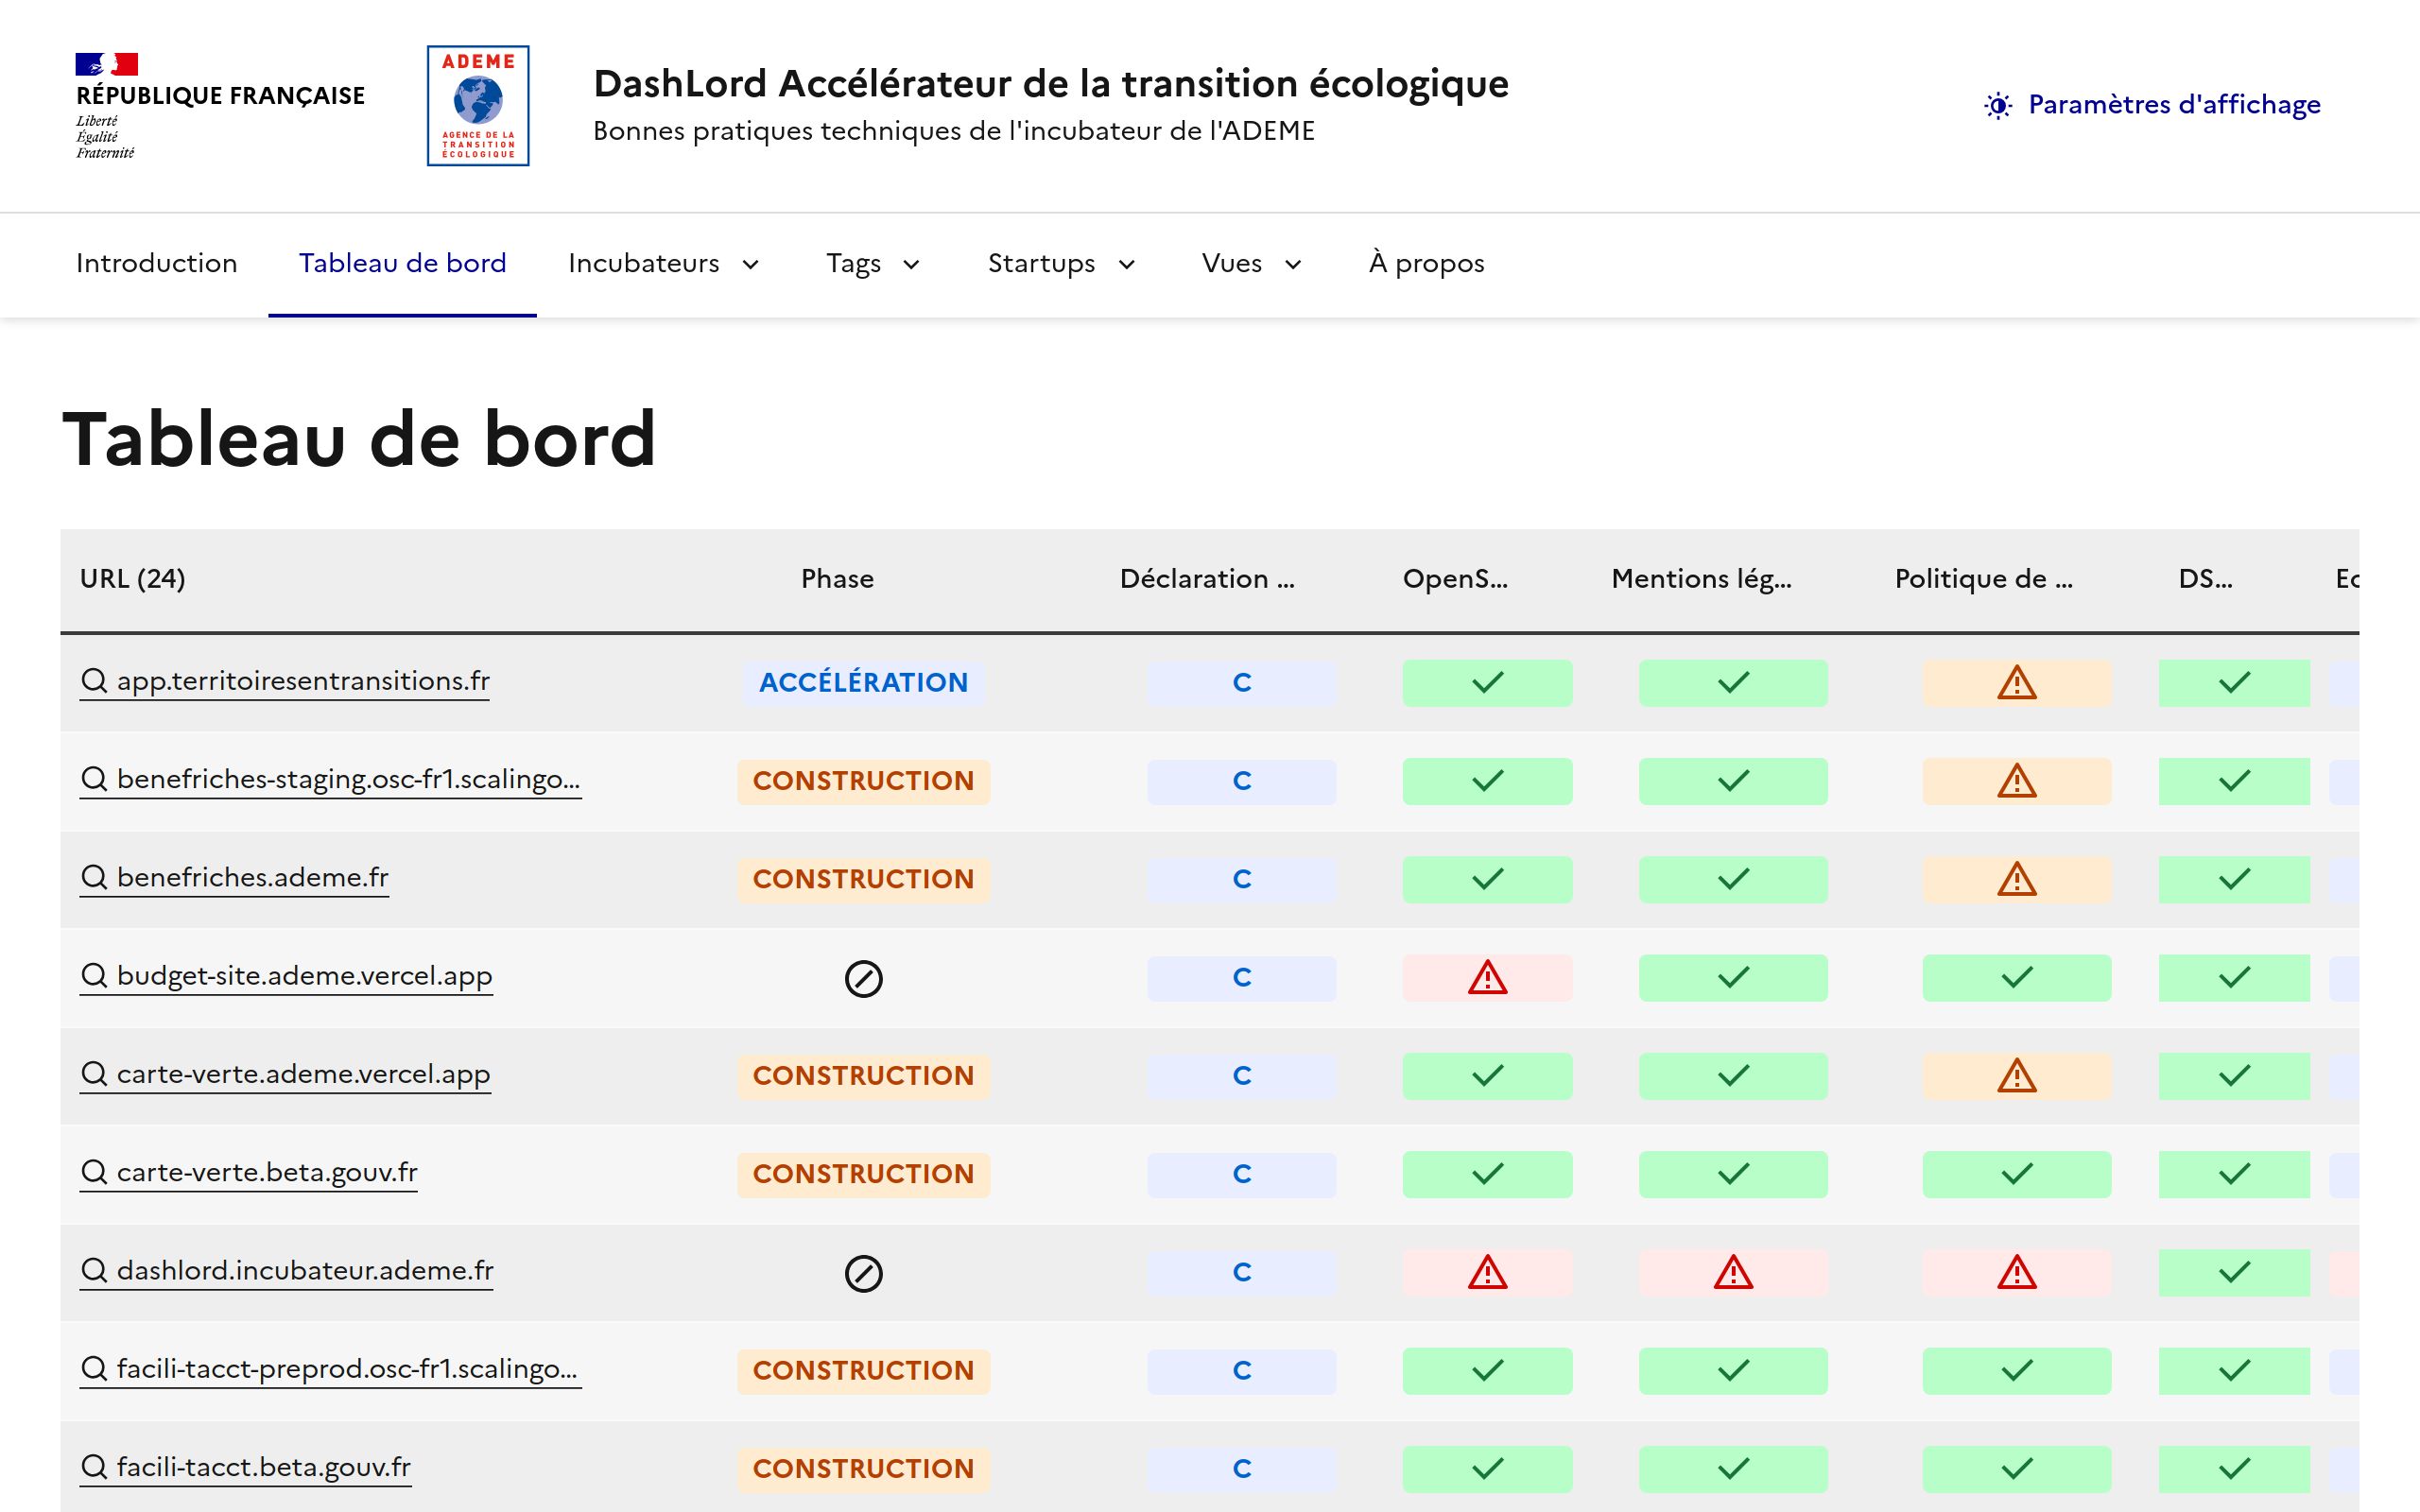 RÉPUBLIQUE FRANÇAISE
Liberté
Égalité
Fraternité
ADEME
AGENCE DE LA
TRANSITION
ÉCOLOGIQUE
DashLord Accélérateur de la transition écologique
Bonnes pratiques techniques de l'incubateur de l'ADEME
Paramètres d'affichage
Introduction Tableau de bord Incubateurs Tags Startups Vues À propos
Tableau de bord
URL (24) Phase Déclaration ... OpenS... Mentions lég... Politique de ... DS...
app.territoiresentransitions.fr ACCÉLÉRATION C
benefriches-staging.osc-fr1.scalingo... CONSTRUCTION C
benefriches.ademe.fr CONSTRUCTION C
budget-site.ademe.vercel.app C
carte-verte.ademe.vercel.app CONSTRUCTION C
carte-verte.beta.gouv.fr CONSTRUCTION C
dashlord.incubateur.ademe.fr C
facili-tacct-preprod.osc-fr1.scalingo... CONSTRUCTION C
facili-tacct.beta.gouv.fr CONSTRUCTION C